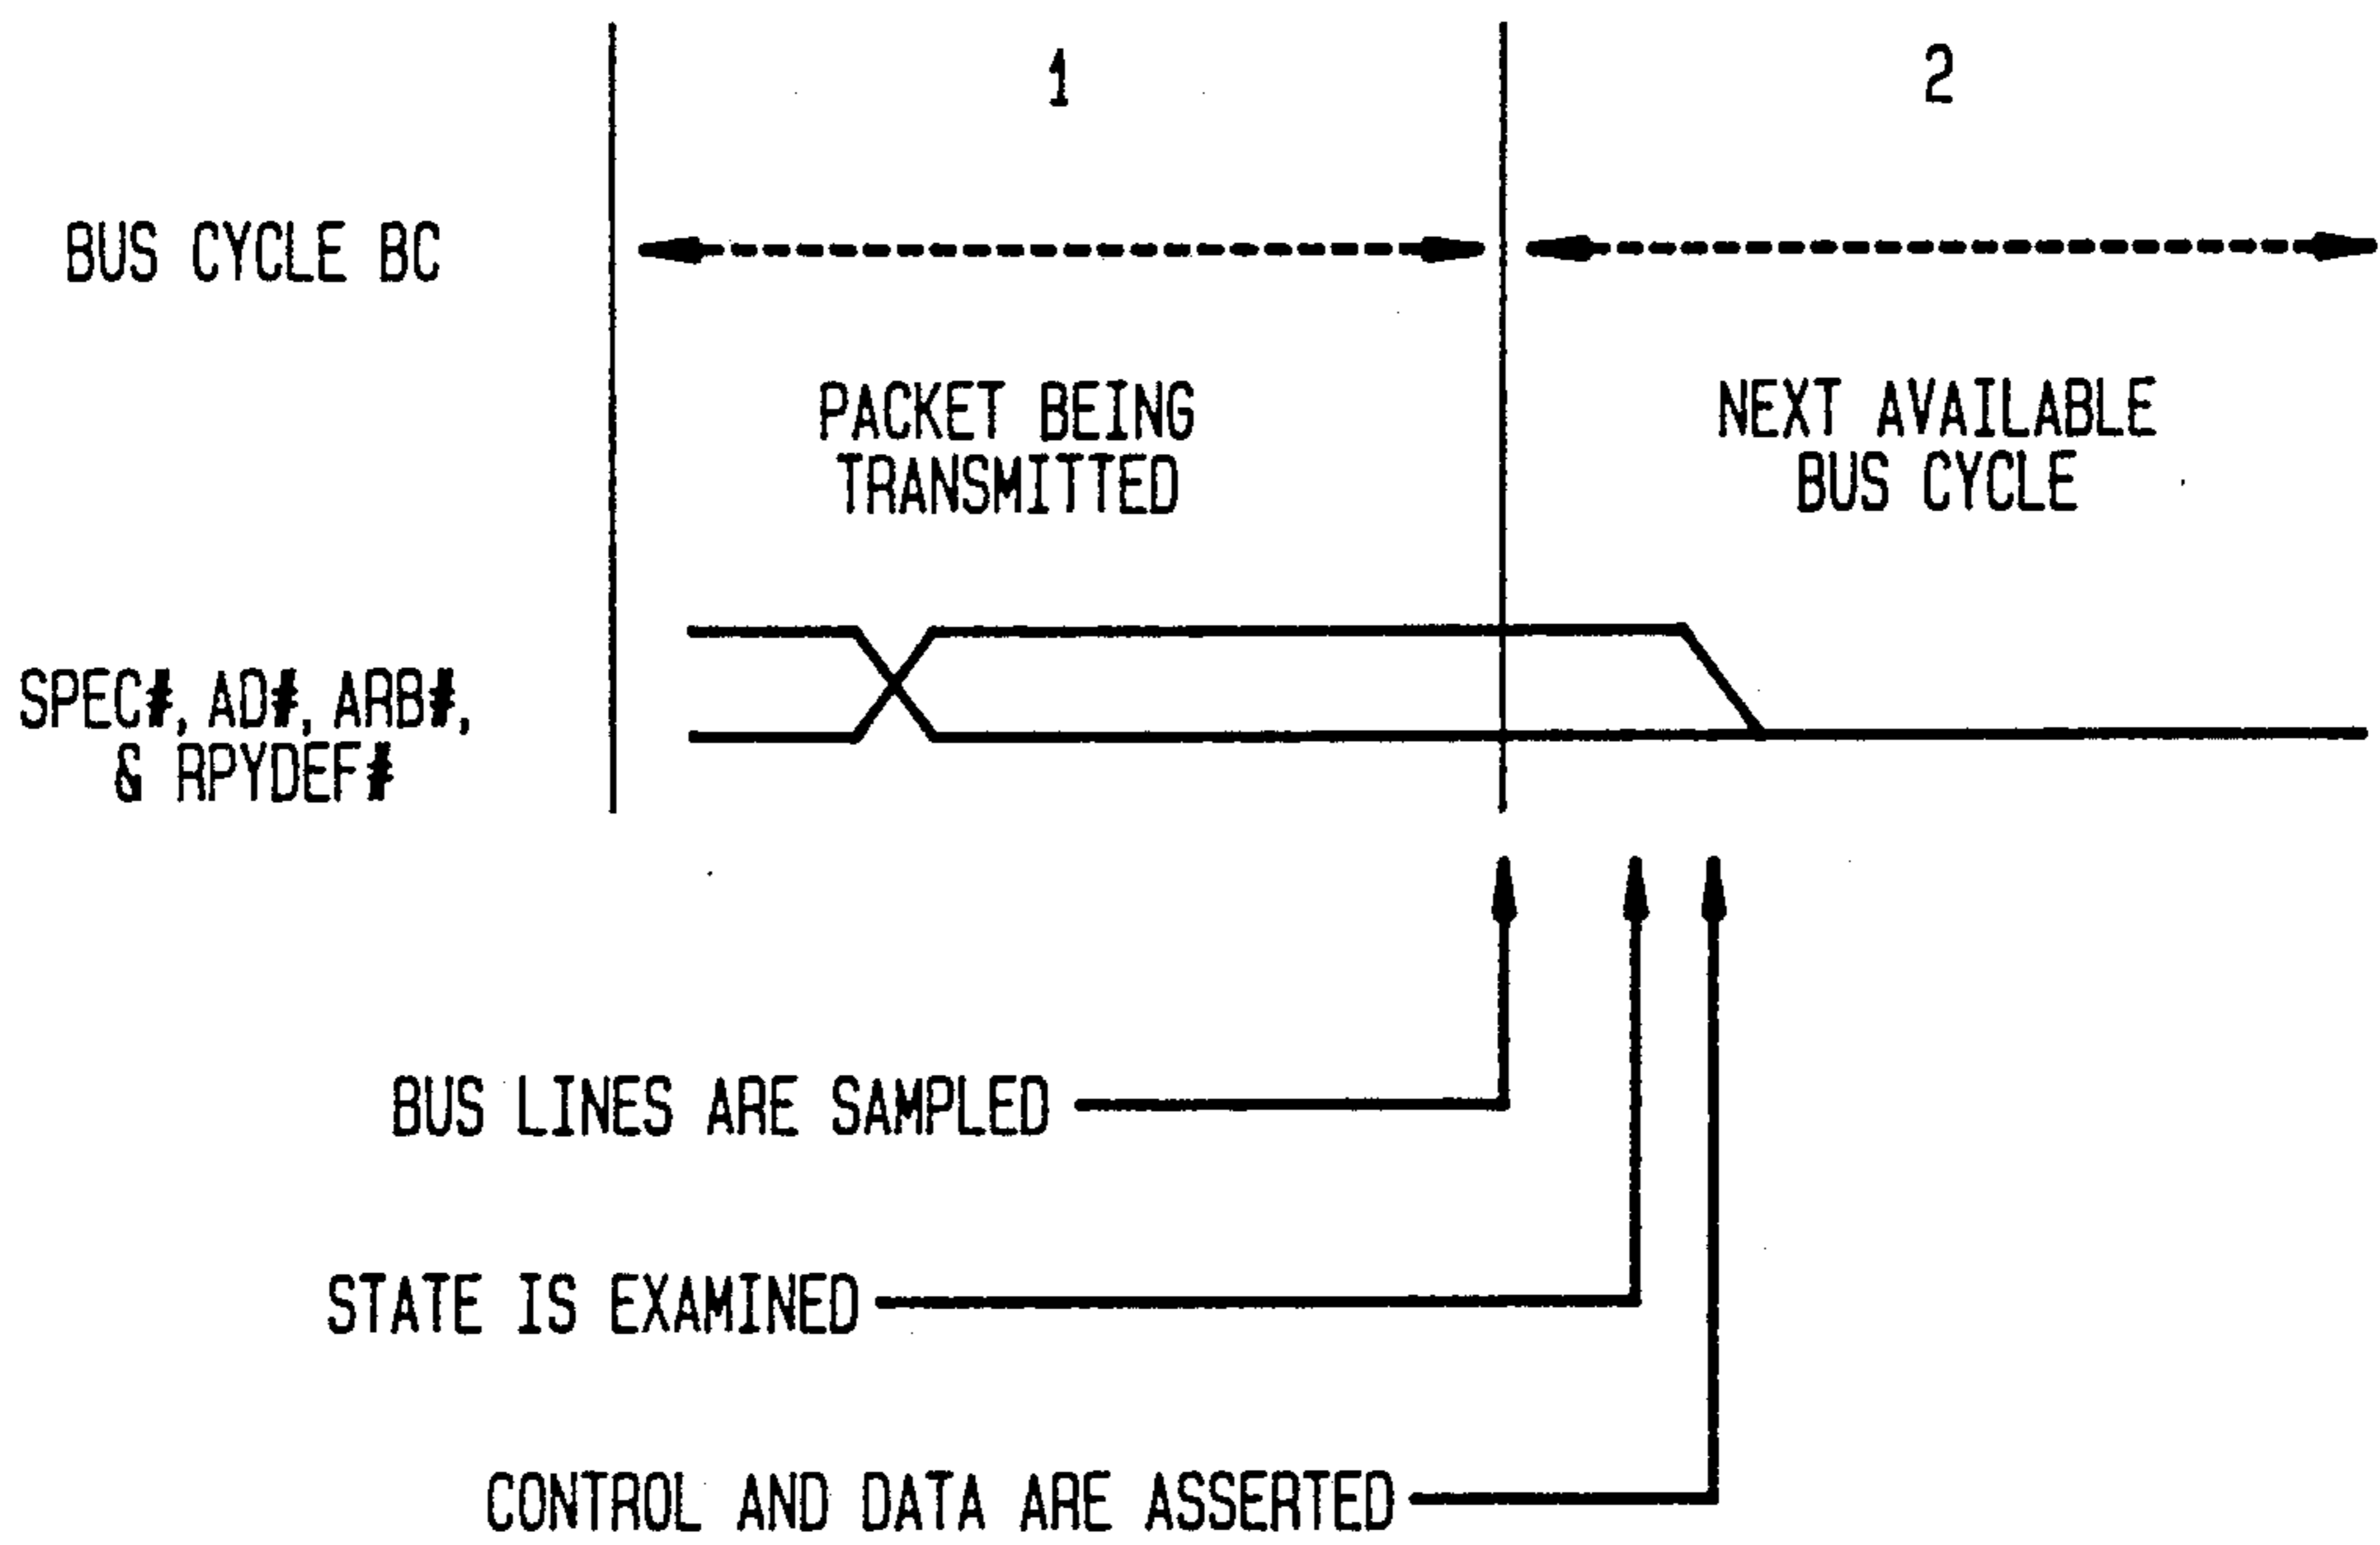 1
2
BUS CYCLE BC
PACKET BEING
TRANSMITTED
NEXT AVAILABLE
BUS CYCLE
SPEC#, AD#, ARB#,
& RPYDEF#
BUS LINES ARE SAMPLED
STATE IS EXAMINED
CONTROL AND DATA ARE ASSERTED